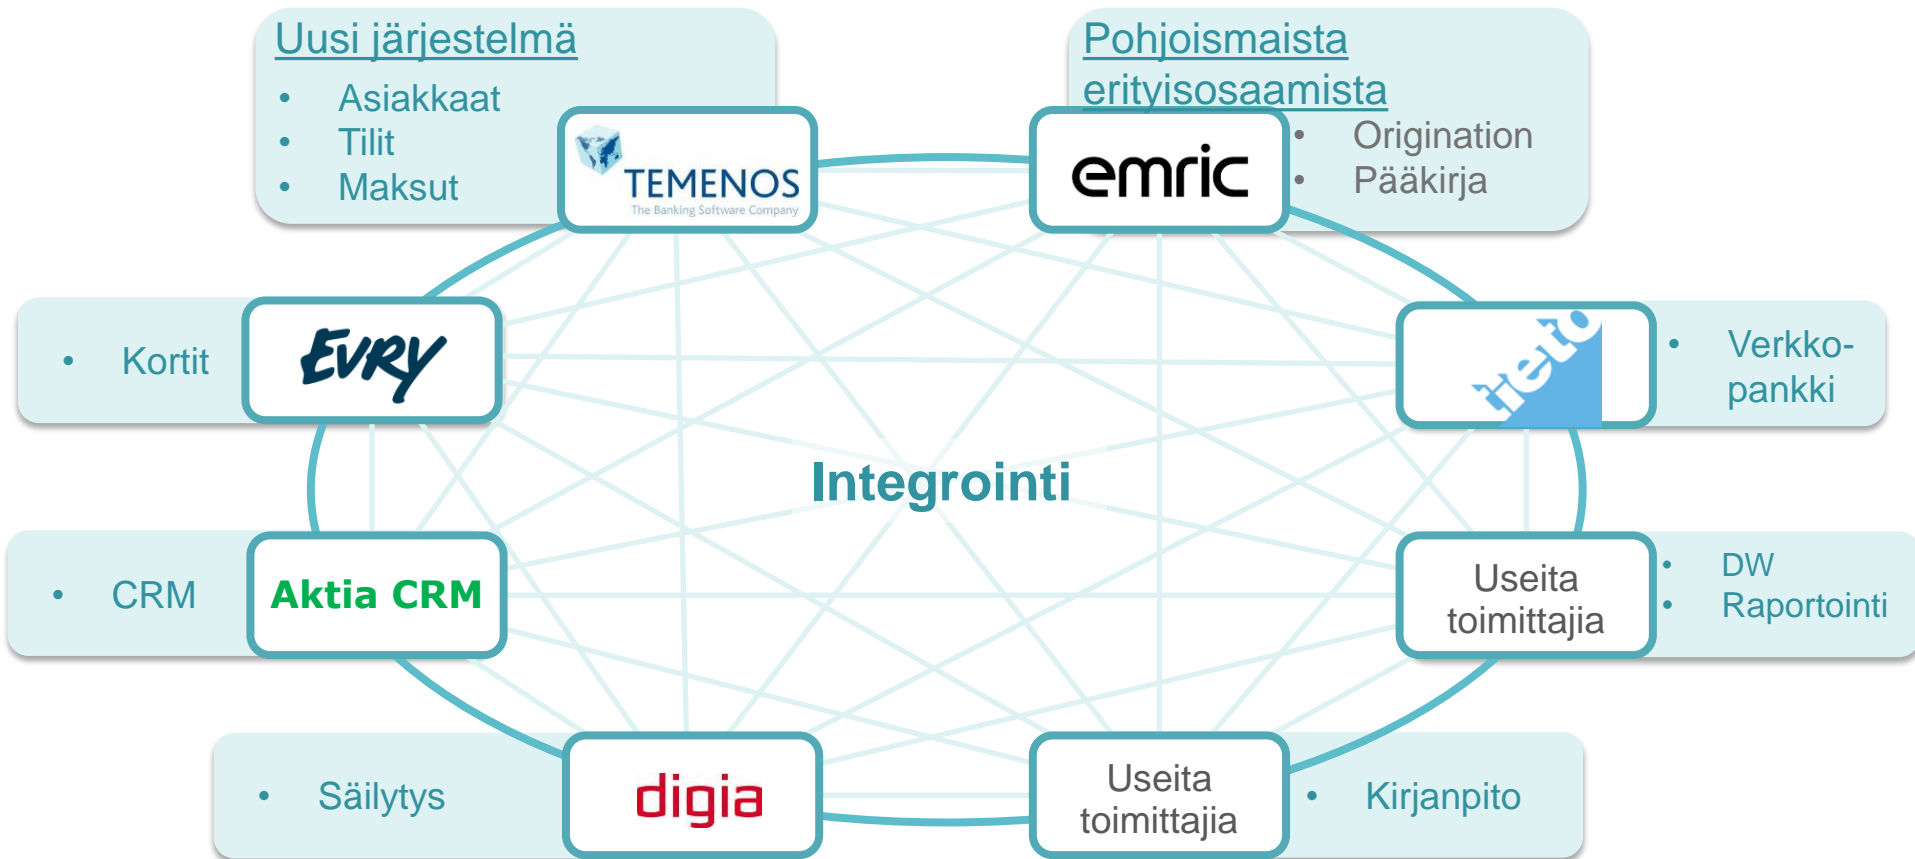 Uusi järjestelmä
• Asiakkaat
• Tilit
• Maksut
TEMENOS
The Banking Software Company
Pohjoismaista
erityisosaamista
emric
• Origination
• Pääkirja
• Kortit
EVRY
tieto
• Verkko-
pankki
Integrointi
• CRM
Aktia CRM
Useita
toimittajia
• DW
• Raportointi
• Säilytys
digia
Useita
toimittajia
• Kirjanpito